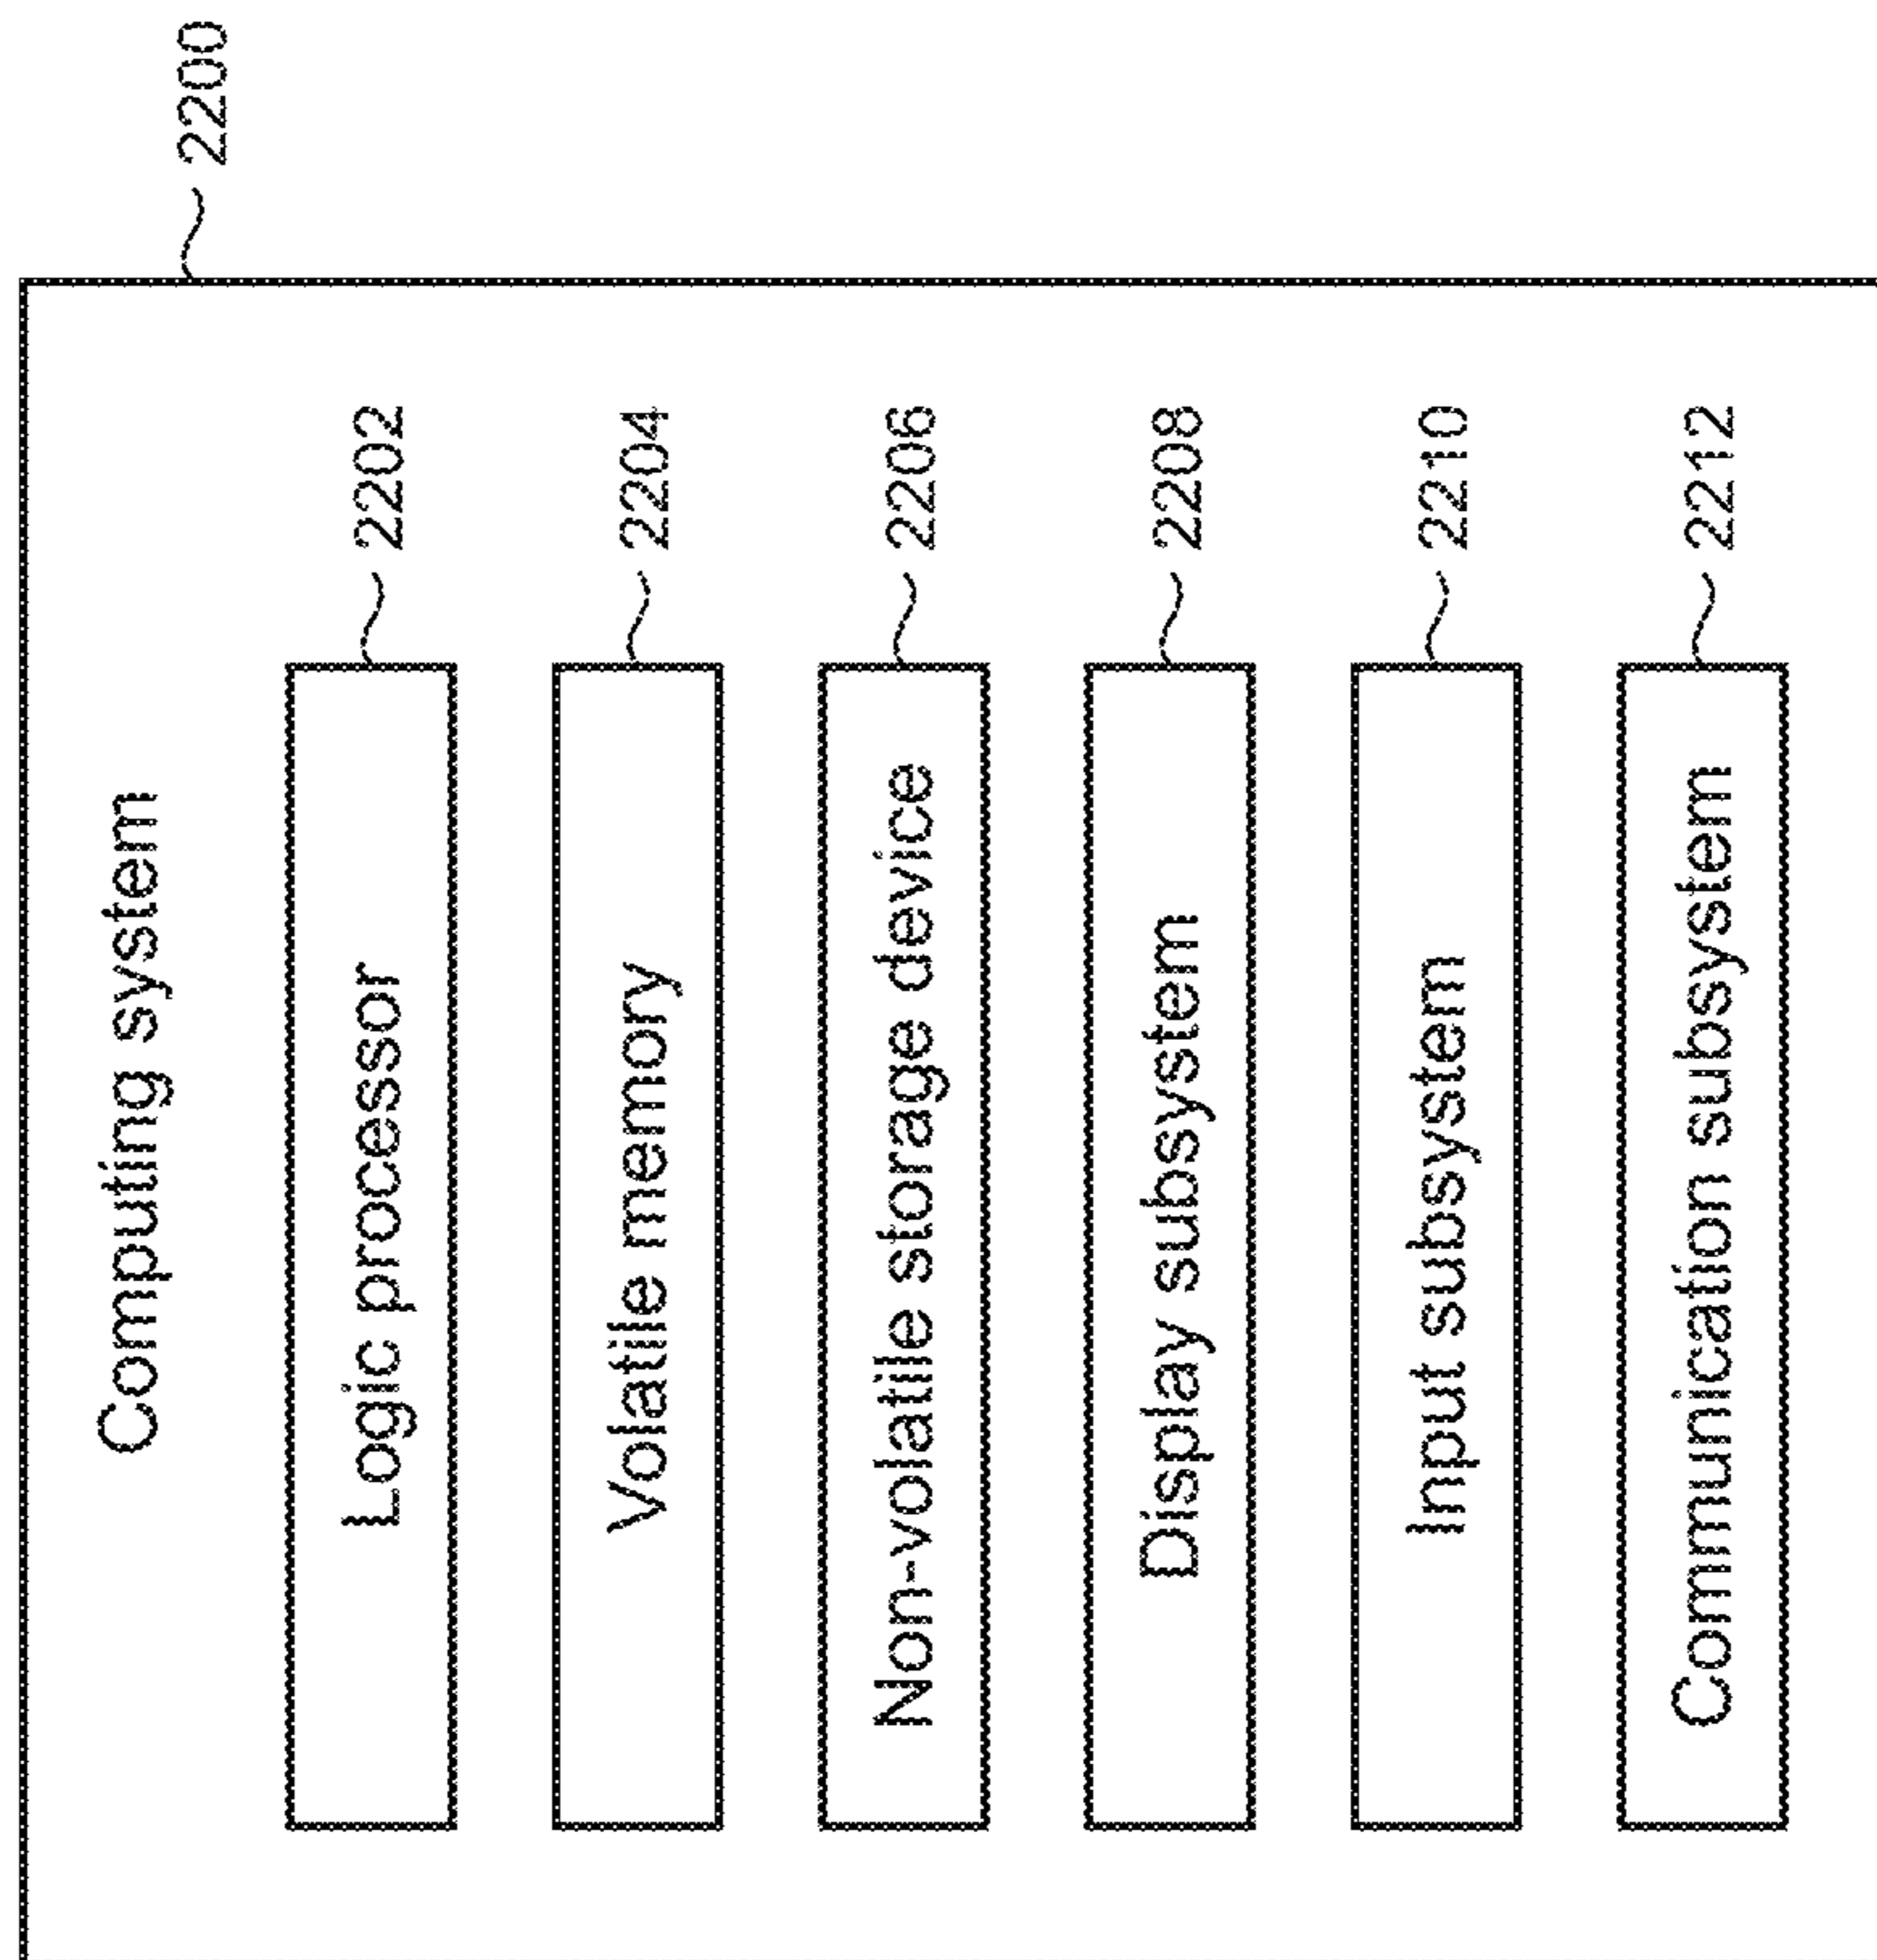 2200
Computing system
Logic processor 2202
Volatile memory 2204
Non-volatile storage device 2206
Display subsystem 2208
Input subsystem 2210
Communication subsystem 2212